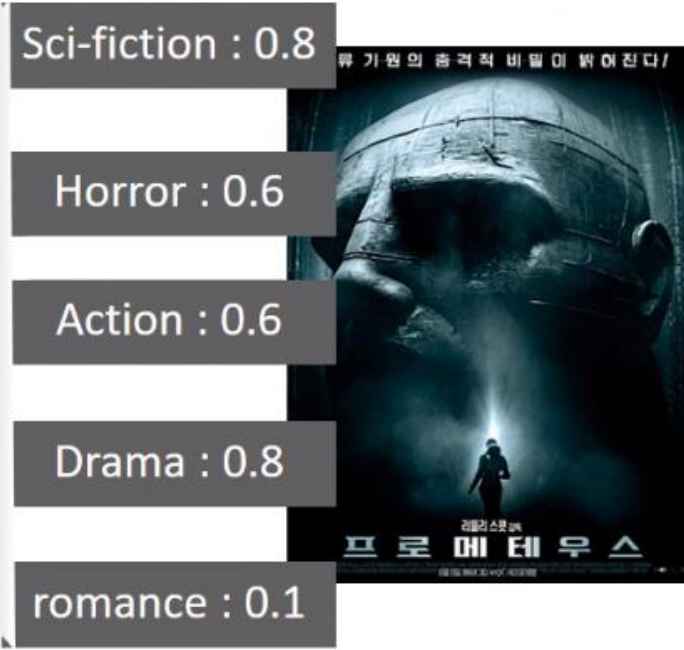 Sci-fiction : 0.8
류 기원의 충격적 비밀이 밝혀진다!
Horror : 0.6
Action : 0.6
Drama : 0.8
리들리 스콧 감독
프로메테우스
romance : 0.1